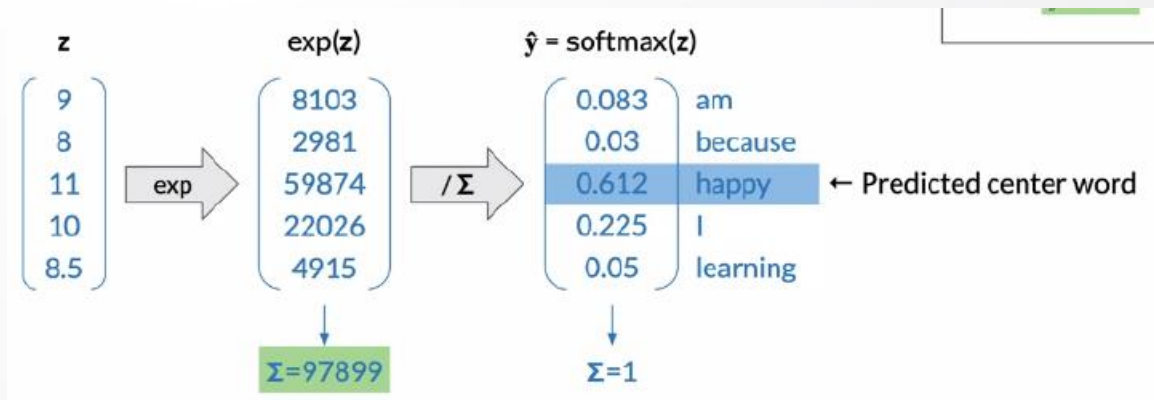 z exp(z) ŷ = softmax(z)
9 8103 0.083 am
8 2981 0.03 because
11 exp 59874 / Σ 0.612 happy ← Predicted center word
10 22026 0.225 I
8.5 4915 0.05 learning
Σ=97899 Σ=1